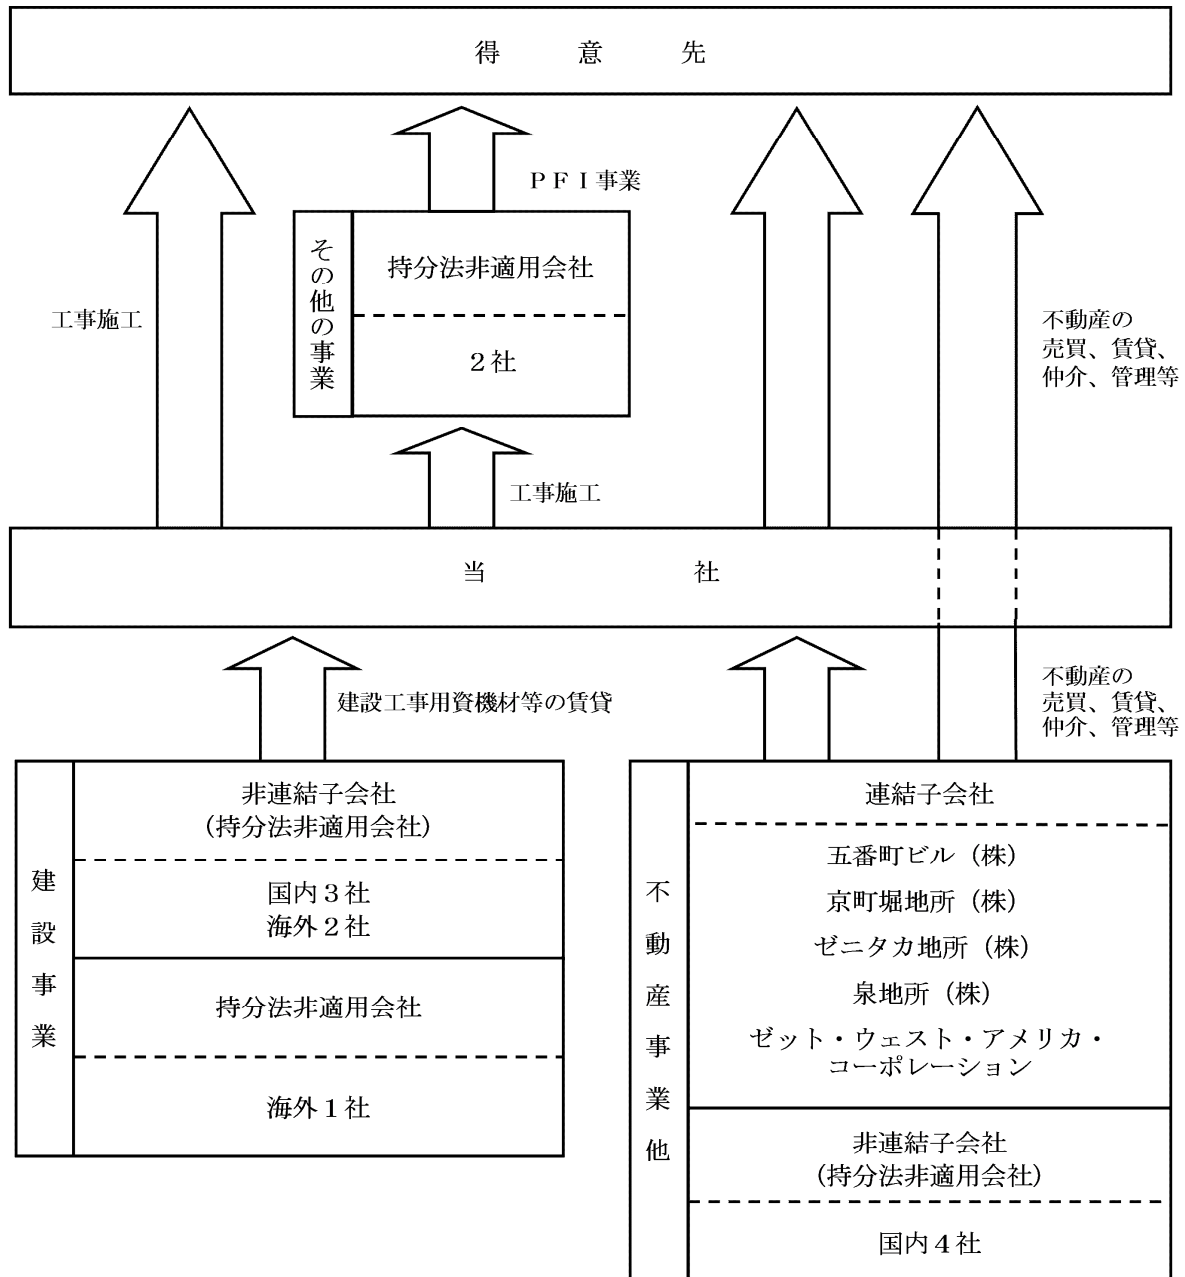 得意先
PFI事業
その他の事業
持分法非適用会社
2社
工事施工
不動産の
売買、賃貸、
仲介、管理等
工事施工
当社
建設工事用資機材等の賃貸
不動産の
売買、賃貸、
仲介、管理等
建設事業
非連結子会社
(持分法非適用会社)
国内3社
海外2社
持分法非適用会社
海外1社
不動産事業他
連結子会社
五番町ビル(株)
京町堀地所(株)
ゼニタカ地所(株)
泉地所(株)
ゼット・ウェスト・アメリカ・
コーポレーション
非連結子会社
(持分法非適用会社)
国内4社